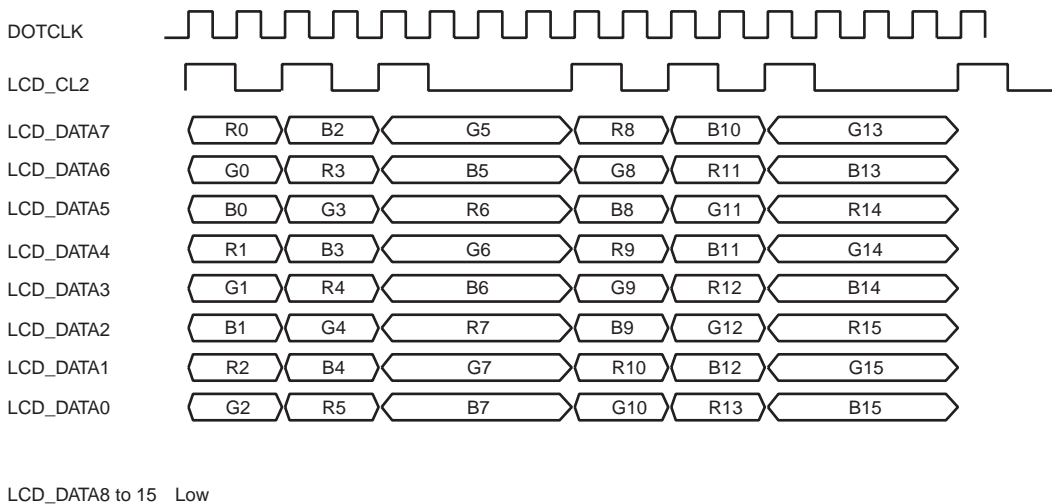 DOTCLK
LCD_CL2
LCD_DATA7 R0 B2 G5 R8 B10 G13
LCD_DATA6 G0 R3 B5 G8 R11 B13
LCD_DATA5 B0 G3 R6 B8 G11 R14
LCD_DATA4 R1 B3 G6 R9 B11 G14
LCD_DATA3 G1 R4 B6 G9 R12 B14
LCD_DATA2 B1 G4 R7 B9 G12 R15
LCD_DATA1 R2 B4 G7 R10 B12 G15
LCD_DATA0 G2 R5 B7 G10 R13 B15
LCD_DATA8 to 15 Low